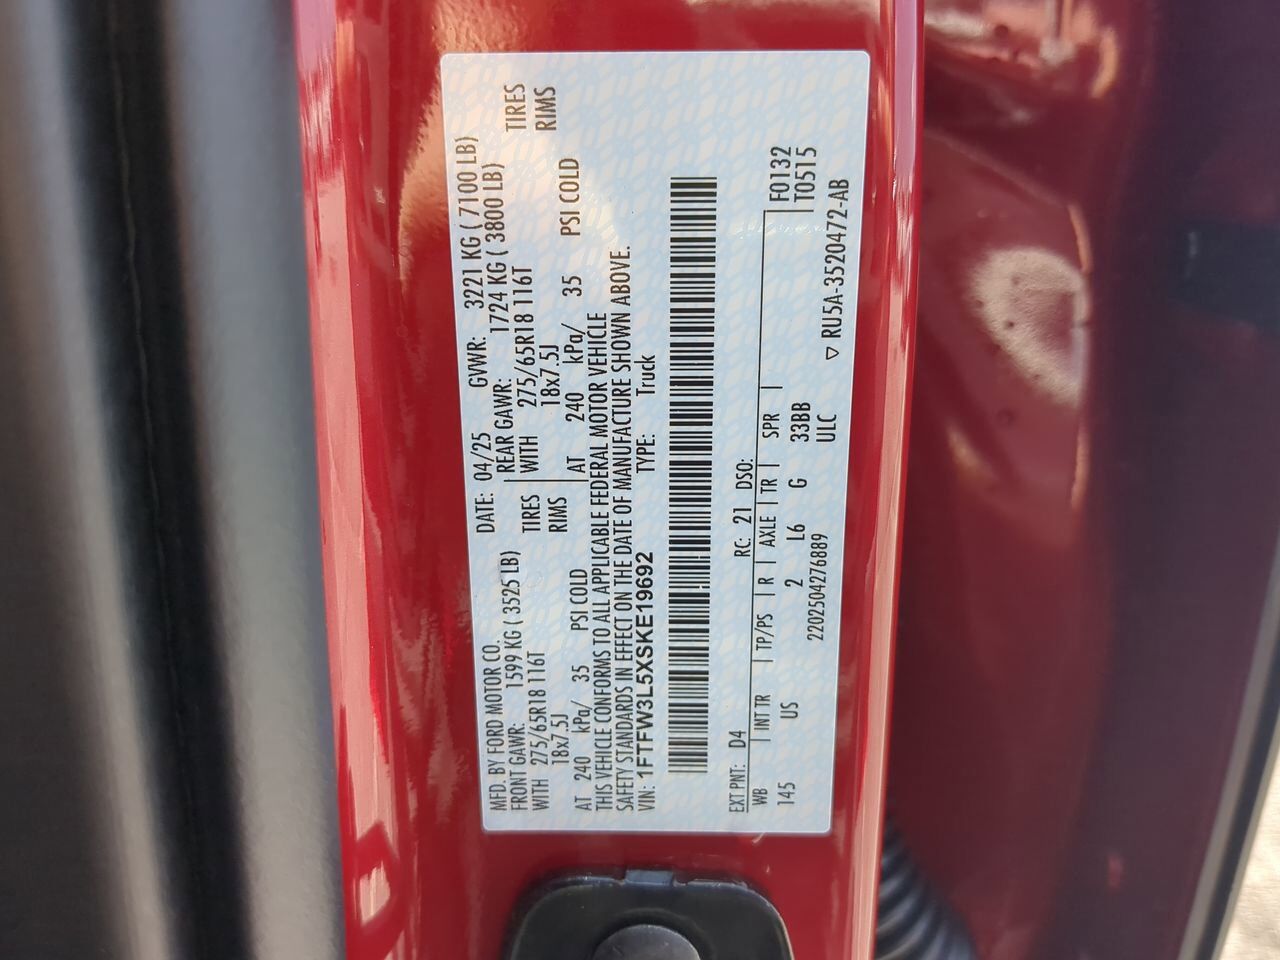 MFD. BY FORD MOTOR CO. DATE: 04/25 GVWR: 3221 KG ( 7100 LB)
FRONT GAWR: 1599 KG ( 3525 LB) REAR GAWR: 1724 KG ( 3800 LB)
WITH 275/65R18 116T TIRES WITH 275/65R18 116T TIRES
18x7.5J RIMS 18x7.5J RIMS
AT 240 kPa/ 35 PSI COLD AT 240 kPa/ 35 PSI COLD
THIS VEHICLE CONFORMS TO ALL APPLICABLE FEDERAL MOTOR VEHICLE
SAFETY STANDARDS IN EFFECT ON THE DATE OF MANUFACTURE SHOWN ABOVE.
VIN: 1FTFW3L5XSKE19692 TYPE: Truck
EXT PNT: D4 RC: 21 DSO: F0132
WB | INT TR | TP/PS | R | AXLE | TR | SPR | T0515
145 US 2 L6 G 33BB
2202504276889 ULC
▽ RU5A-3520472-AB